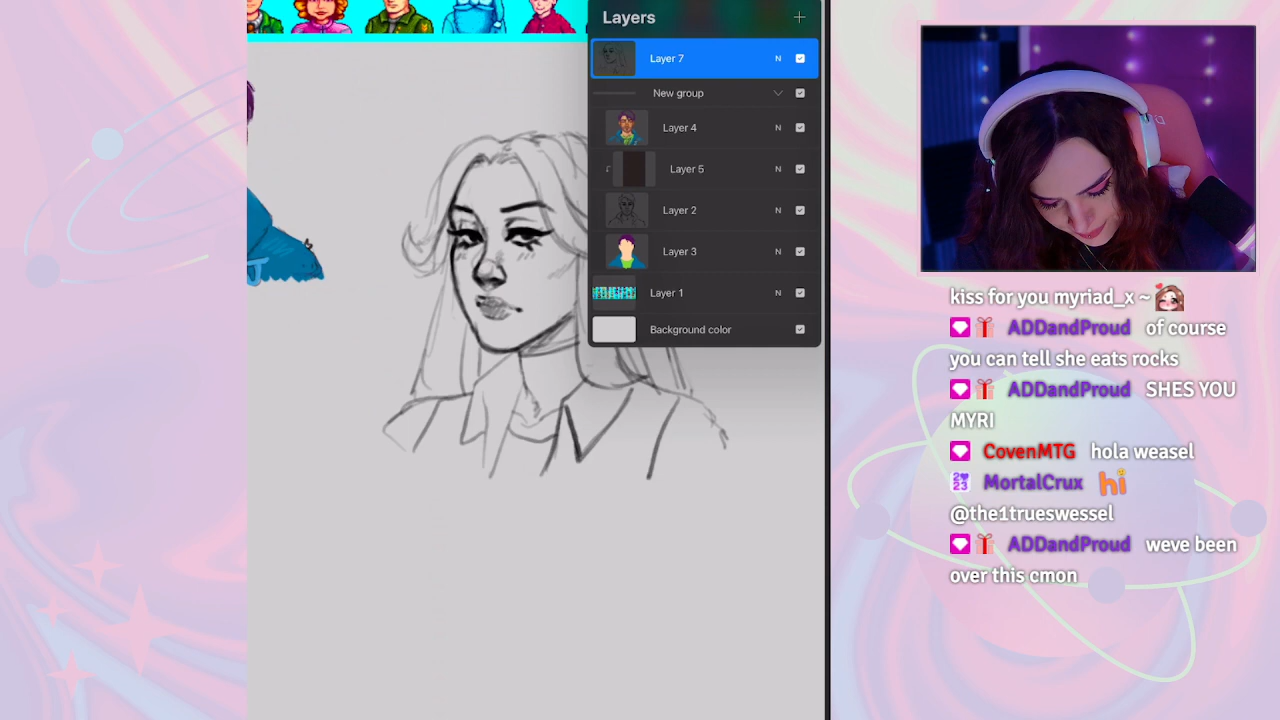 Layers
Layer 7 N
New group
Layer 4 N
Layer 5 N
Layer 2 N
Layer 3 N
Layer 1 N
Background color
kiss for you myriad_x ~
ADDandProud of course
you can tell she eats rocks
ADDandProud SHES YOU
MYRI
CovenMTG hola weasel
2023 MortalCrux hi
@the1trueswessel
ADDandProud weve been
over this cmon